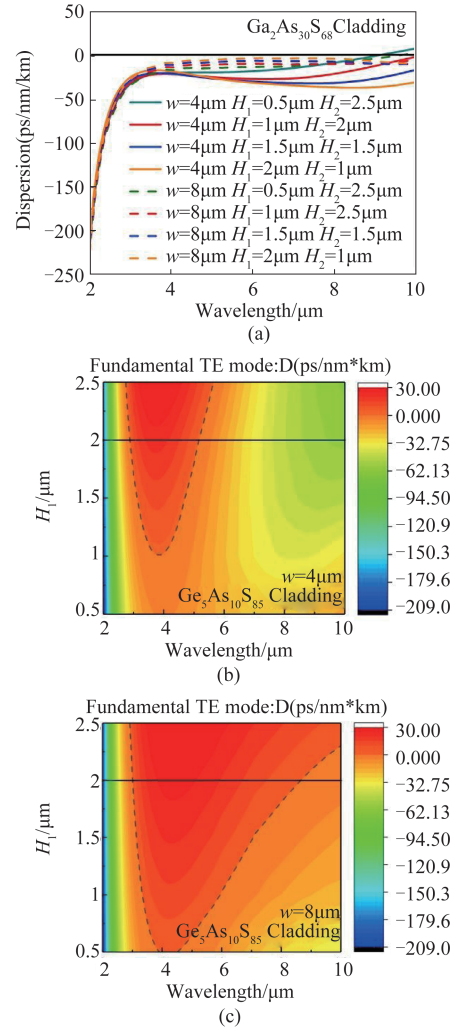 Ga₂As₃₀S₆₈Cladding
50
0
−50
−100
−150
−200
−250
Dispersion(ps/nm/km)
w=4μm H₁=0.5μm H₂=2.5μm
w=4μm H₁=1μm H₂=2μm
w=4μm H₁=1.5μm H₂=1.5μm
w=4μm H₁=2μm H₂=1μm
w=8μm H₁=0.5μm H₂=2.5μm
w=8μm H₁=1μm H₂=2.5μm
w=8μm H₁=1.5μm H₂=1.5μm
w=8μm H₁=2μm H₂=1μm
2 4 6 8 10
Wavelength/μm
(a)
Fundamental TE mode:D(ps/nm*km)
2.5
2
1.5
1
0.5
H₁/μm
w=4μm
Ge₅As₁₀S₈₅ Cladding
2 4 6 8 10
Wavelength/μm
30.00
0.000
−32.75
−63.25
−94.50
−120.9
−150.3
−179.6
−209.0
(b)
Fundamental TE mode:D(ps/nm*km)
2.5
2
1.5
1
0.5
H₁/μm
w=8μm
Ge₅As₁₀S₈₅ Cladding
2 4 6 8 10
Wavelength/μm
30.00
0.000
−32.75
−63.25
−94.50
−120.9
−150.3
−179.6
−209.0
(c)